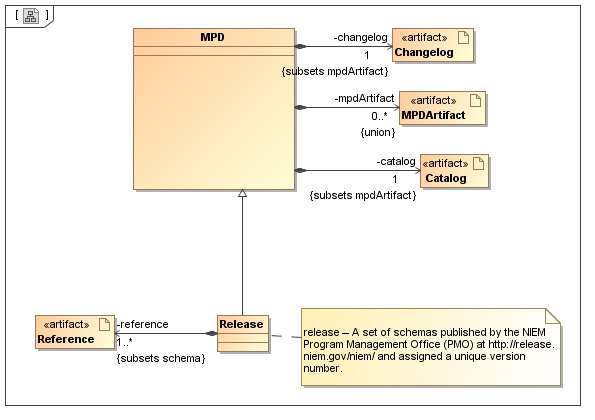 [ ]
MPD
-changelog
1
{subsets mpdArtifact}
«artifact»
Changelog
-mpdArtifact
0..*
{union}
«artifact»
MPDArtifact
-catalog
1
{subsets mpdArtifact}
«artifact»
Catalog
«artifact»
Reference
-reference
1..*
{subsets schema}
Release
release -- A set of schemas published by the NIEM
Program Management Office (PMO) at http://release.
niem.gov/niem/ and assigned a unique version
number.